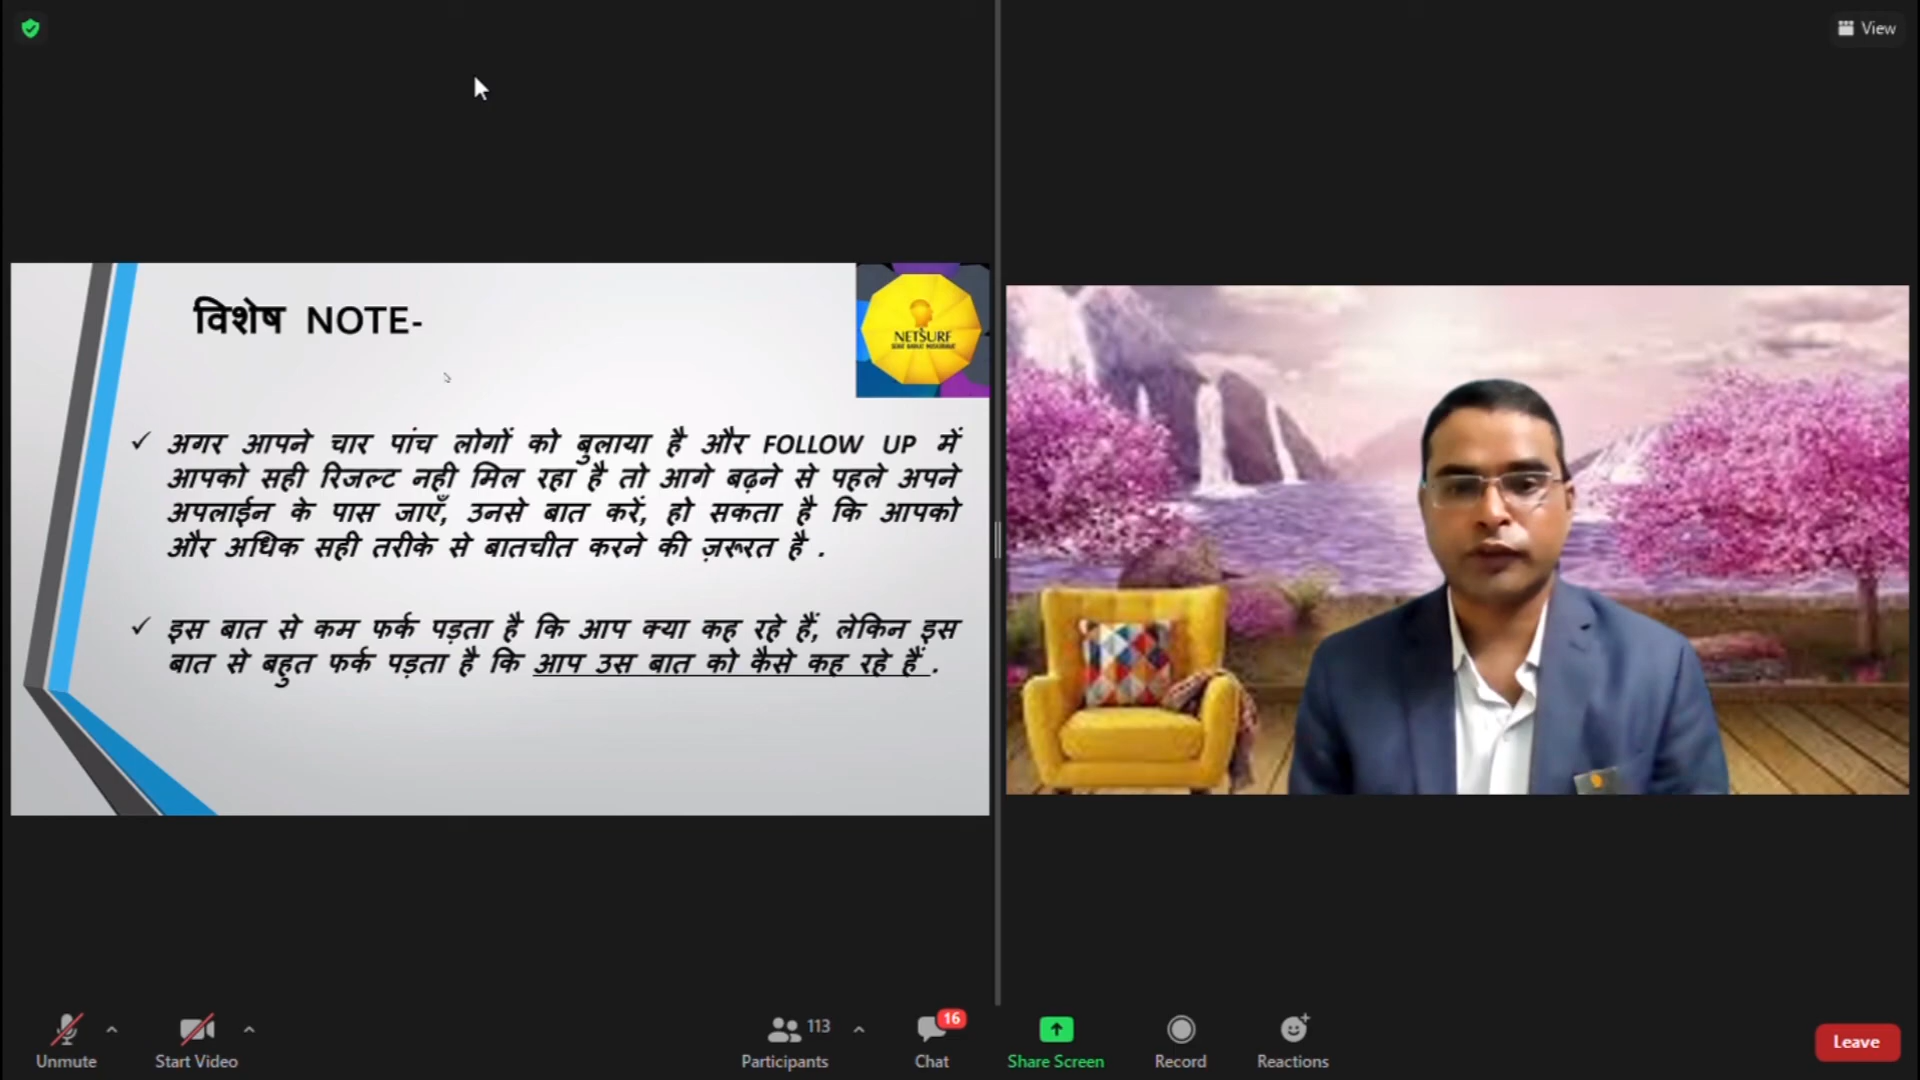 View
विशेष NOTE-
NETSURF
✓ अगर आपने चार पांच लोगों को बुलाया है और FOLLOW UP में
आपको सही रिजल्ट नही मिल रहा है तो आगे बढ़ने से पहले अपने
अपलाईन के पास जाएँ, उनसे बात करें, हो सकता है कि आपको
और अधिक सही तरीके से बातचीत करने की ज़रूरत है .
✓ इस बात से कम फर्क पड़ता है कि आप क्या कह रहे हैं, लेकिन इस
बात से बहुत फर्क पड़ता है कि आप उस बात को कैसे कह रहे हैं .
Unmute
Start Video
113
Participants
16
Chat
Share Screen
Record
Reactions
Leave